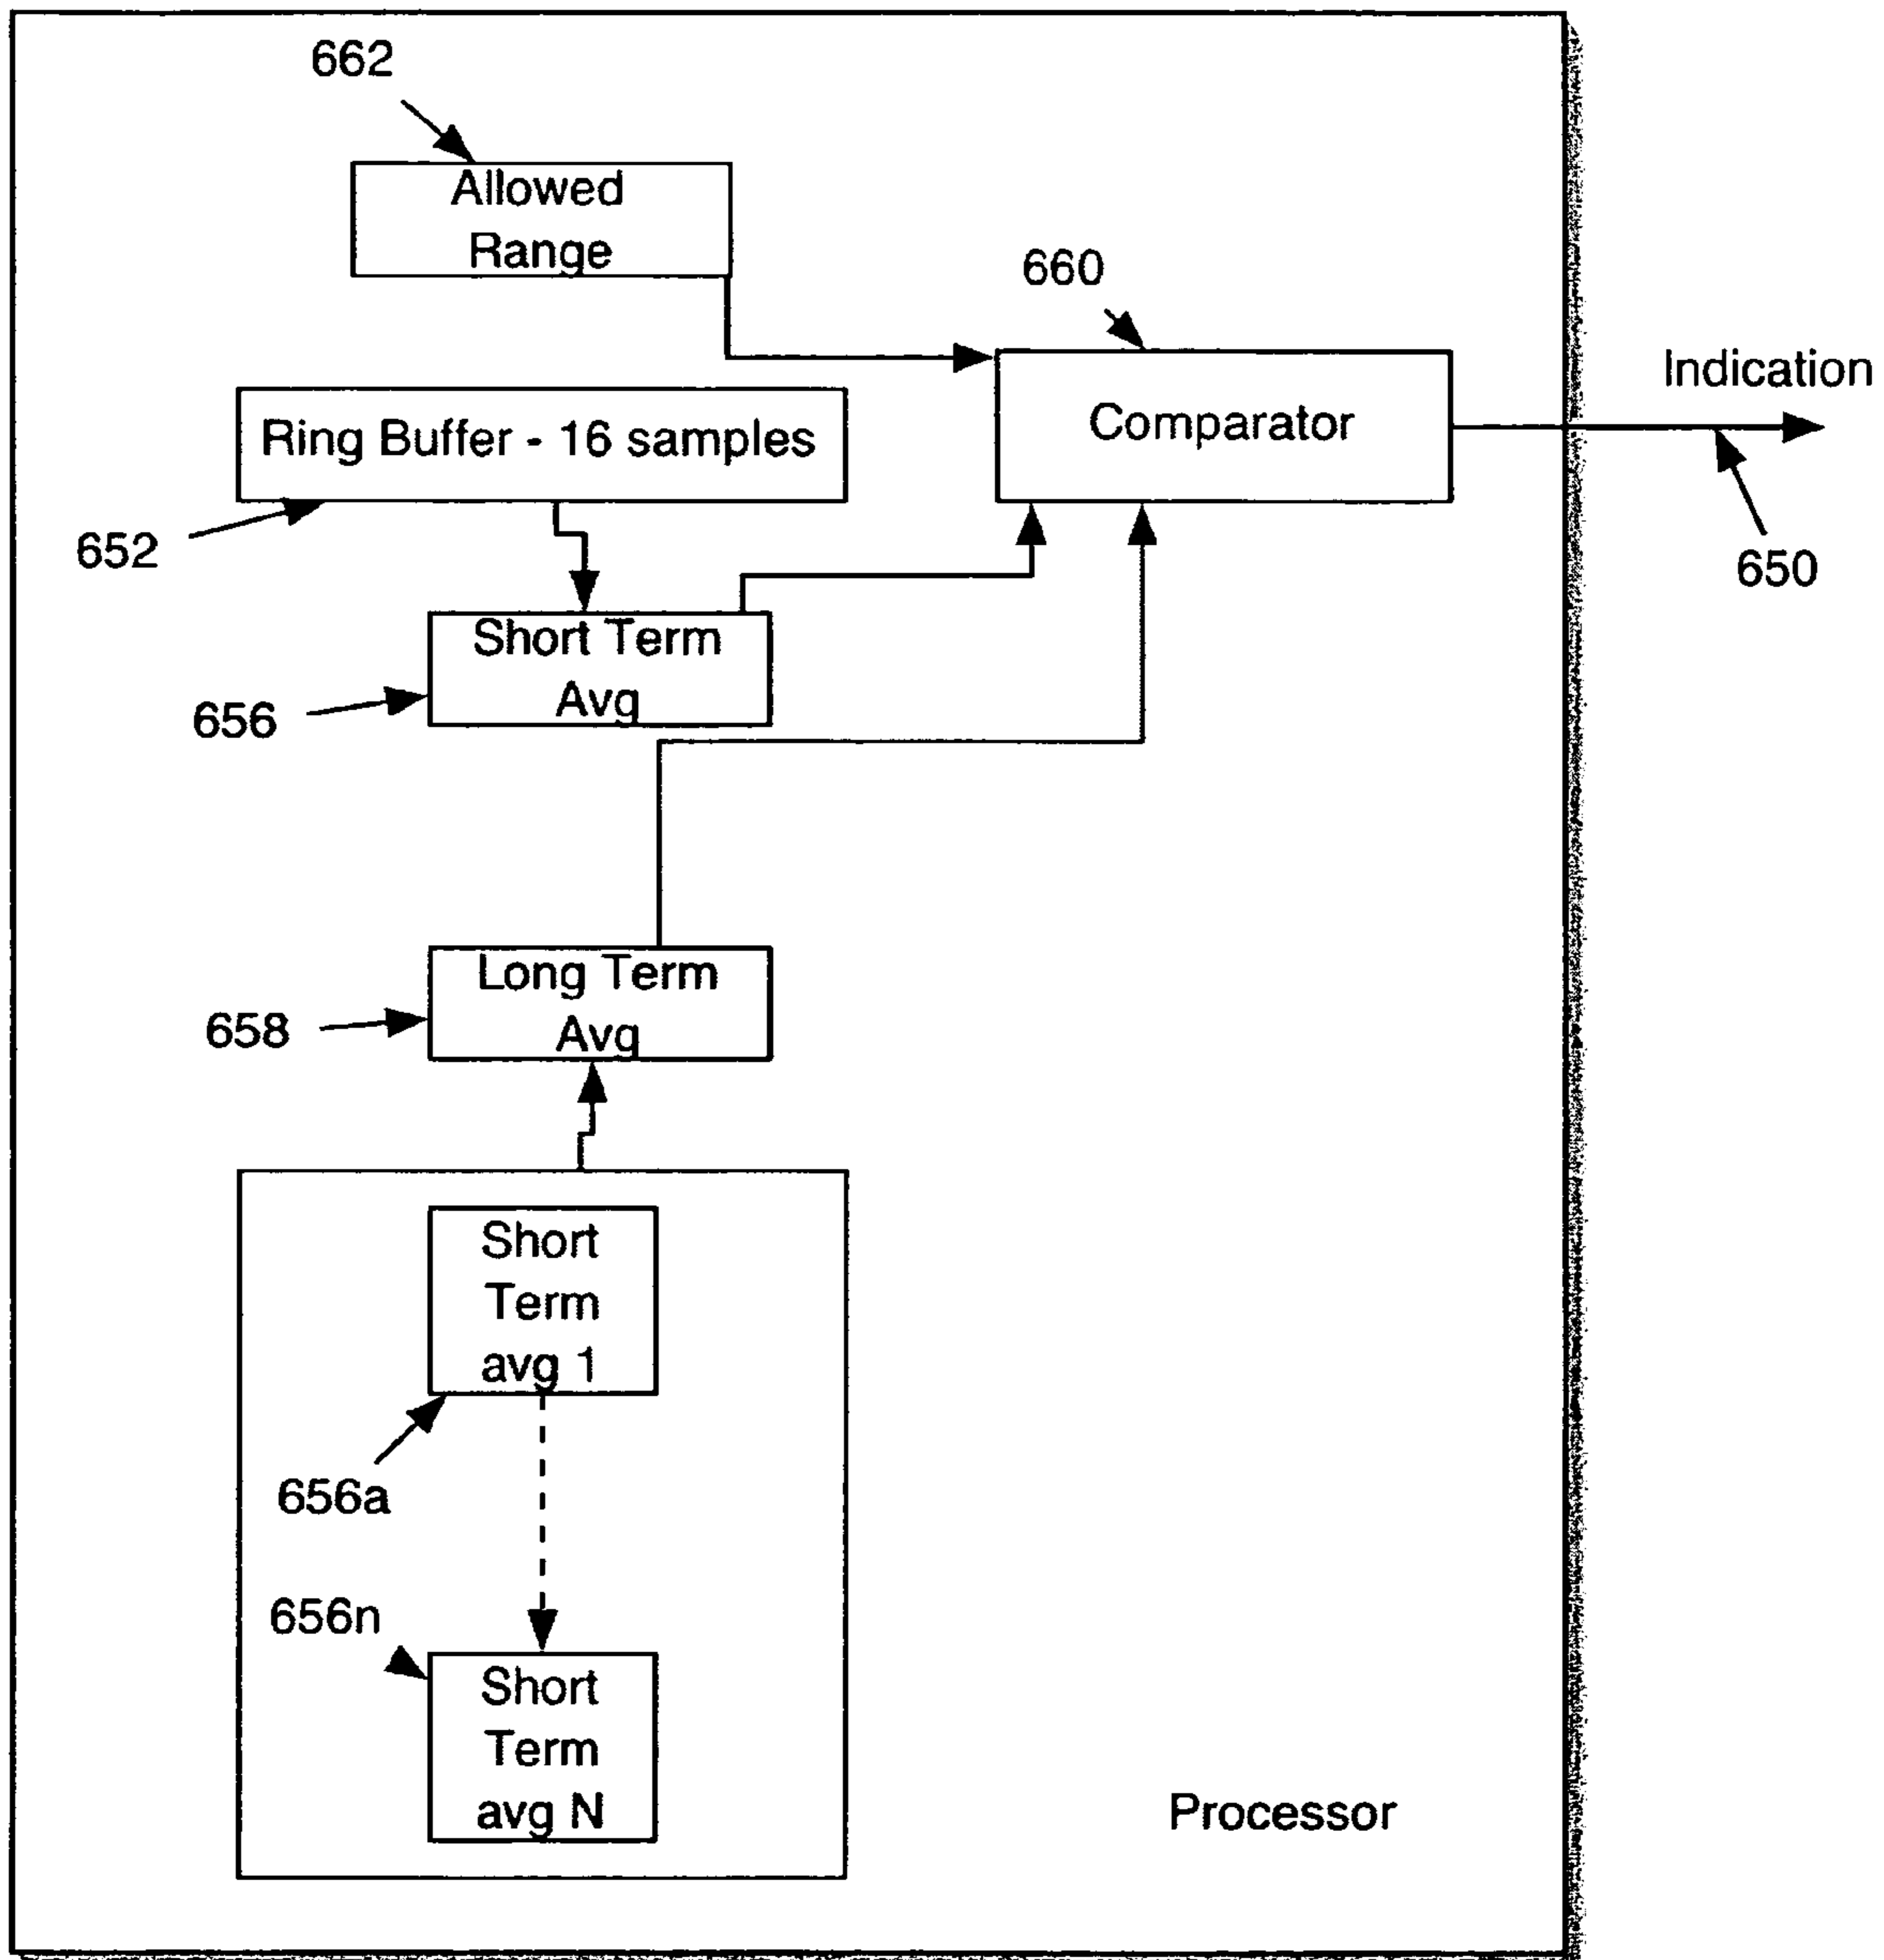 662
Allowed
Range
660
Comparator
Indication
650
Ring Buffer - 16 samples
652
Short Term
Avg
656
Long Term
Avg
658
Short
Term
avg 1
656a
656n
Short
Term
avg N
Processor